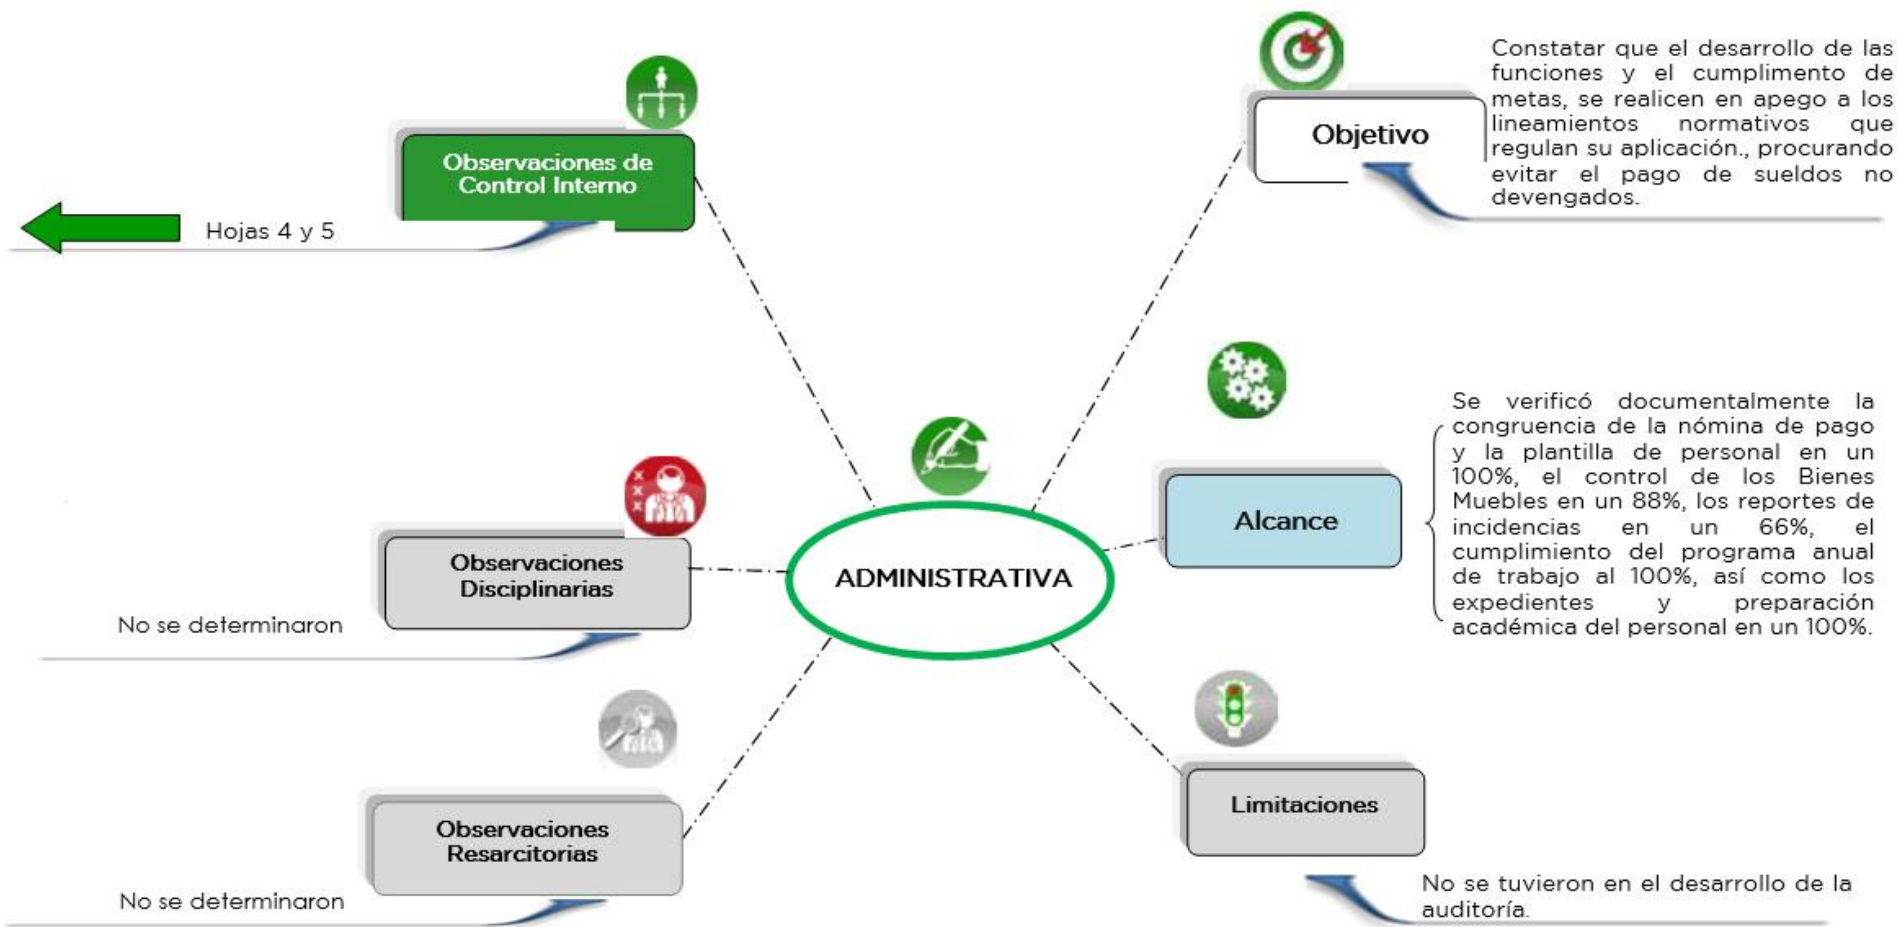 Observaciones de
Control Interno
Hojas 4 y 5
Objetivo
Constatar que el desarrollo de las
funciones y el cumplimento de
metas, se realicen en apego a los
lineamientos normativos que
regulan su aplicación., procurando
evitar el pago de sueldos no
devengados.
Alcance
Se verificó documentalmente la
congruencia de la nómina de pago
y la plantilla de personal en un
100%, el control de los Bienes
Muebles en un 88%, los reportes de
incidencias en un 66%, el
cumplimiento del programa anual
de trabajo al 100%, así como los
expedientes y preparación
académica del personal en un 100%.
ADMINISTRATIVA
Observaciones
Disciplinarias
No se determinaron
Observaciones
Resarcitorias
No se determinaron
Limitaciones
No se tuvieron en el desarrollo de la
auditoría.